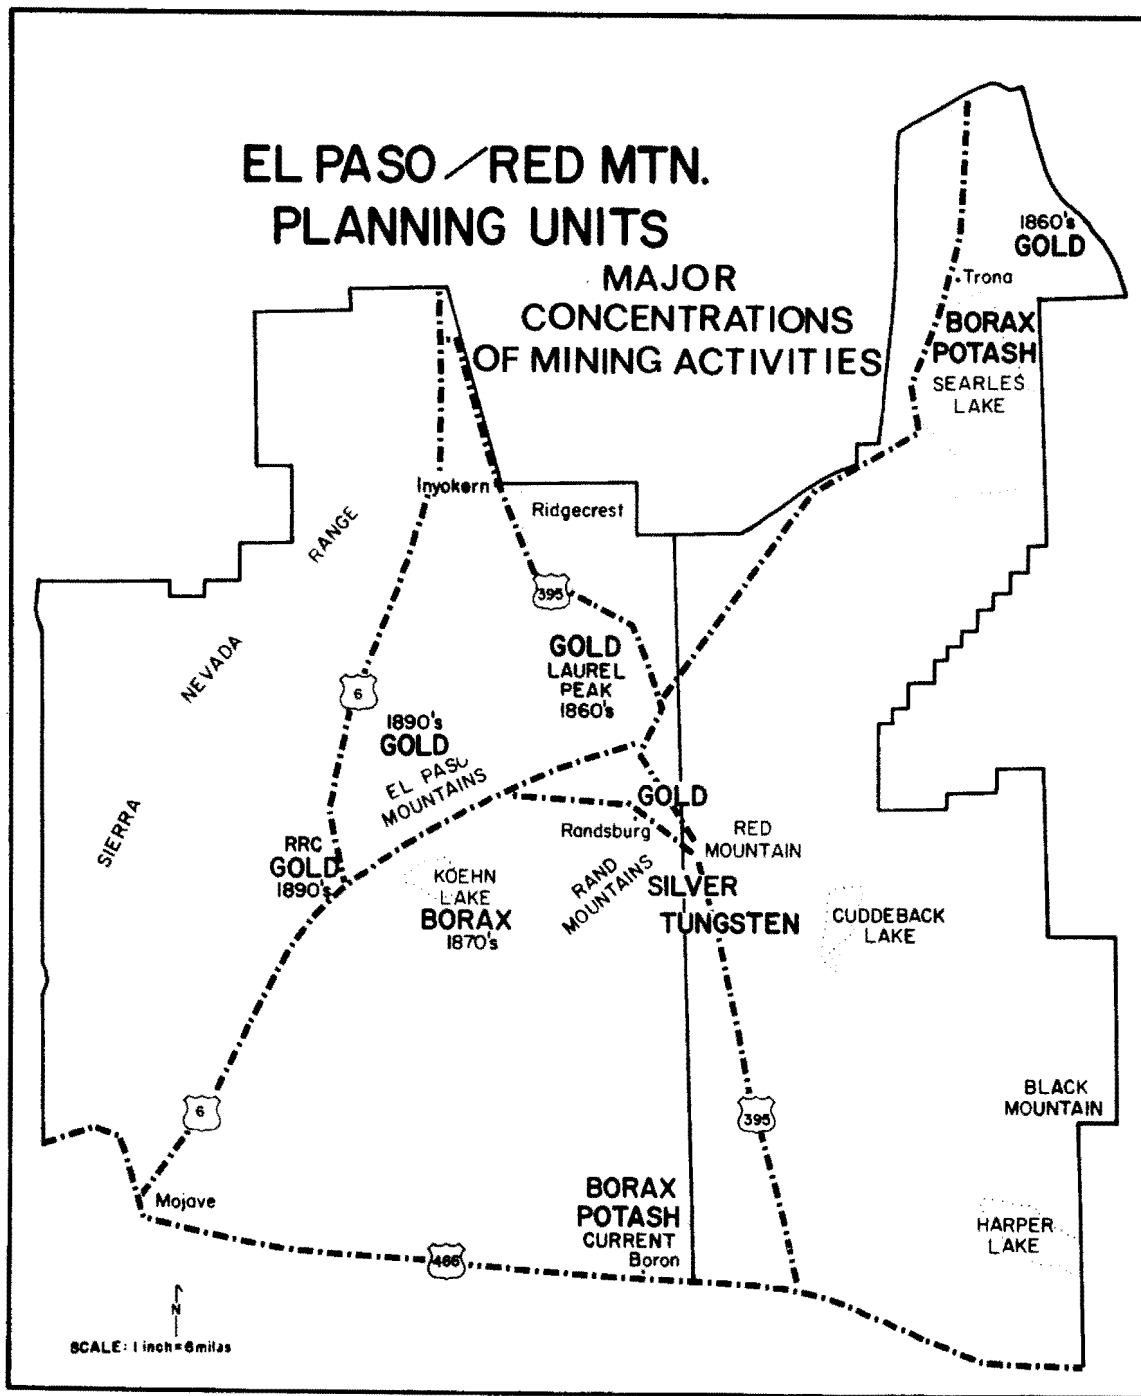 EL PASO / RED MTN.
PLANNING UNITS
MAJOR
CONCENTRATIONS
OF MINING ACTIVITIES
1860's
GOLD
Trona
BORAX
POTASH
SEARLES
LAKE
Inyokern
Ridgecrest
SIERRA
NEVADA
RANGE
395
6
GOLD
LAUREL
PEAK
1860's
1890's
GOLD
EL PASO
MOUNTAINS
GOLD
Randsburg
RED
MOUNTAIN
RRC
GOLD
1890's
KOEHN
LAKE
BORAX
1870's
RAND
MOUNTAINS
SILVER
TUNGSTEN
CUDDEBACK
LAKE
6
395
BLACK
MOUNTAIN
Mojave
BORAX
POTASH
CURRENT
Boron
466
HARPER
LAKE
N
SCALE: 1 inch = 6 miles